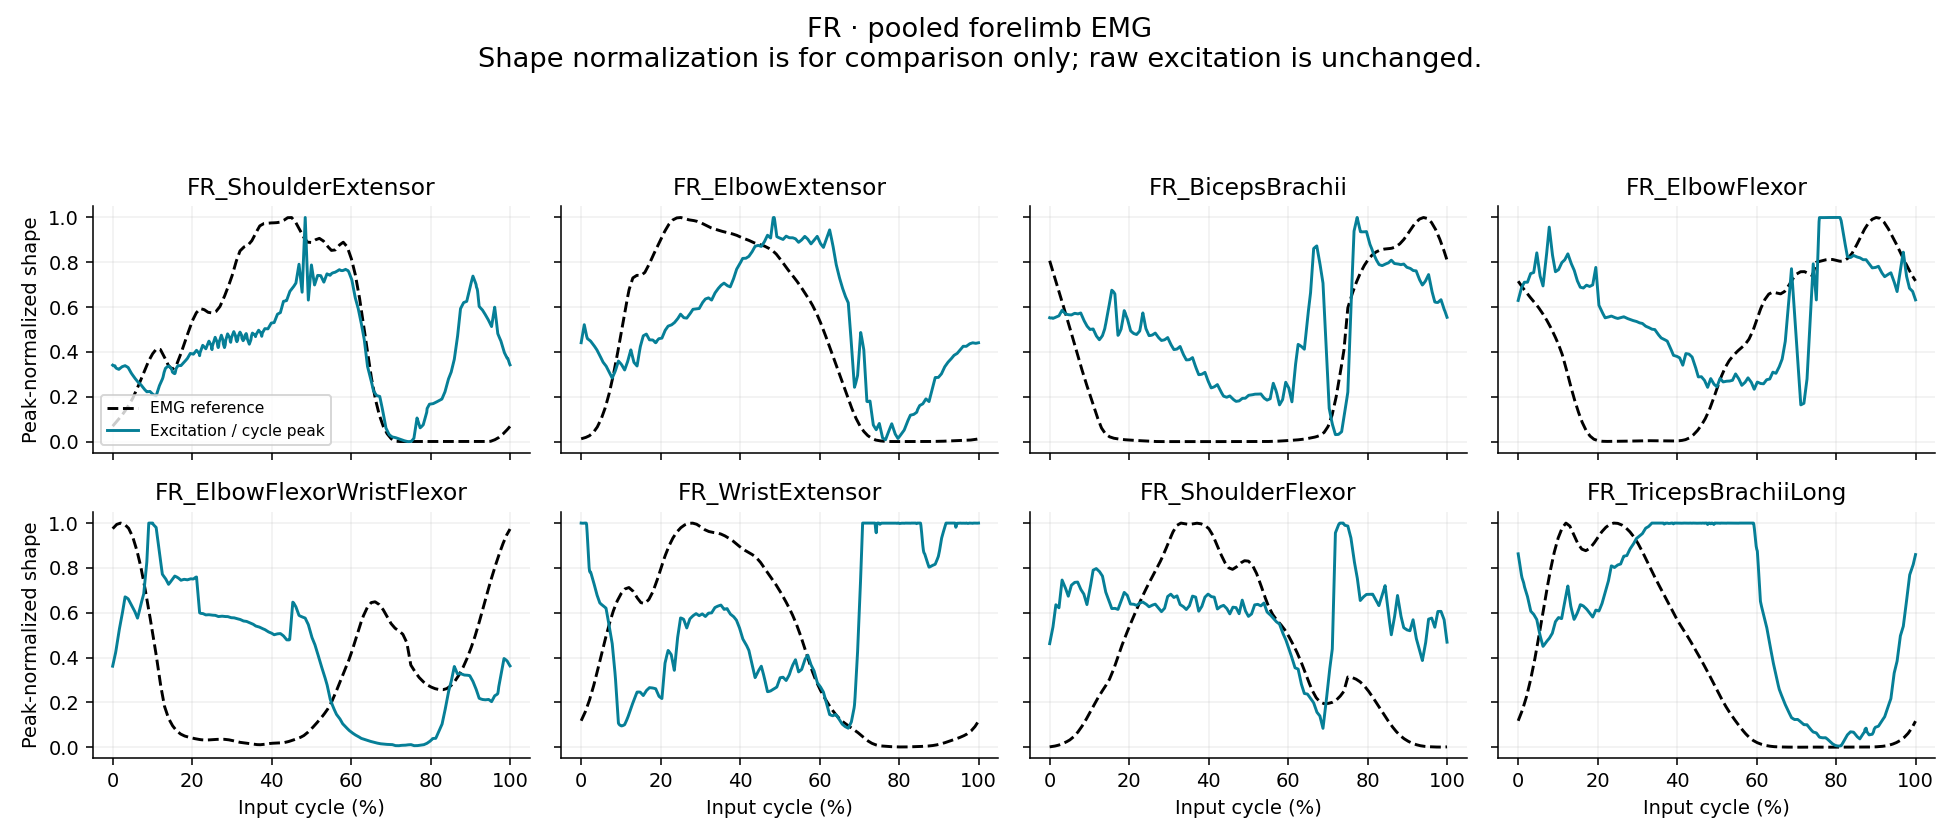 FR · pooled forelimb EMG
Shape normalization is for comparison only; raw excitation is unchanged.
FR_ShoulderExtensor
FR_ElbowExtensor
FR_BicepsBrachii
FR_ElbowFlexor
Peak-normalized shape
1.0
0.8
0.6
0.4
0.2
0.0
EMG reference
Excitation / cycle peak
FR_ElbowFlexorWristFlexor
FR_WristExtensor
FR_ShoulderFlexor
FR_TricepsBrachiiLong
Peak-normalized shape
1.0
0.8
0.6
0.4
0.2
0.0
0 20 40 60 80 100
0 20 40 60 80 100
0 20 40 60 80 100
0 20 40 60 80 100
Input cycle (%)
Input cycle (%)
Input cycle (%)
Input cycle (%)